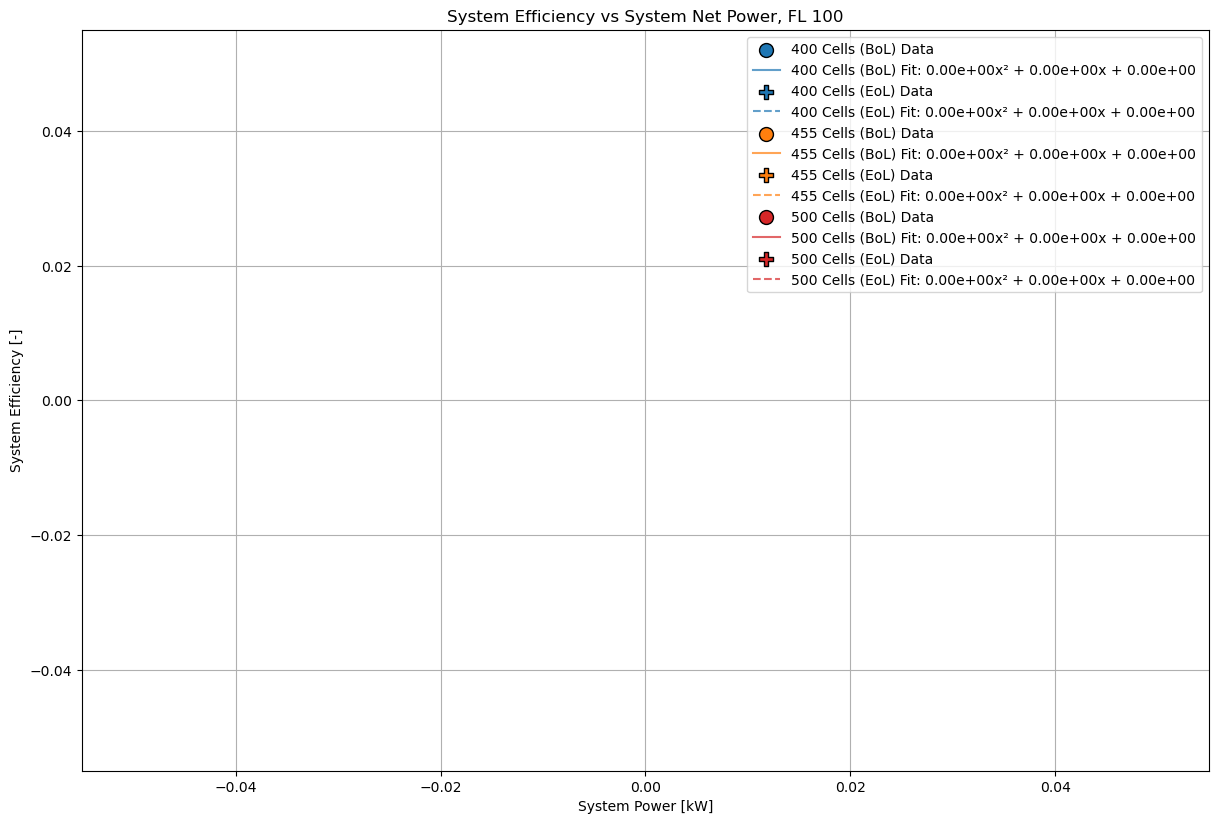 System Efficiency vs System Net Power, FL 100
400 Cells (BoL) Data
400 Cells (BoL) Fit: 0.00e+00x² + 0.00e+00x + 0.00e+00
400 Cells (EoL) Data
400 Cells (EoL) Fit: 0.00e+00x² + 0.00e+00x + 0.00e+00
455 Cells (BoL) Data
455 Cells (BoL) Fit: 0.00e+00x² + 0.00e+00x + 0.00e+00
455 Cells (EoL) Data
455 Cells (EoL) Fit: 0.00e+00x² + 0.00e+00x + 0.00e+00
500 Cells (BoL) Data
500 Cells (BoL) Fit: 0.00e+00x² + 0.00e+00x + 0.00e+00
500 Cells (EoL) Data
500 Cells (EoL) Fit: 0.00e+00x² + 0.00e+00x + 0.00e+00
System Efficiency [-]
0.04
0.02
0.00
−0.02
−0.04
−0.04 −0.02 0.00 0.02 0.04
System Power [kW]